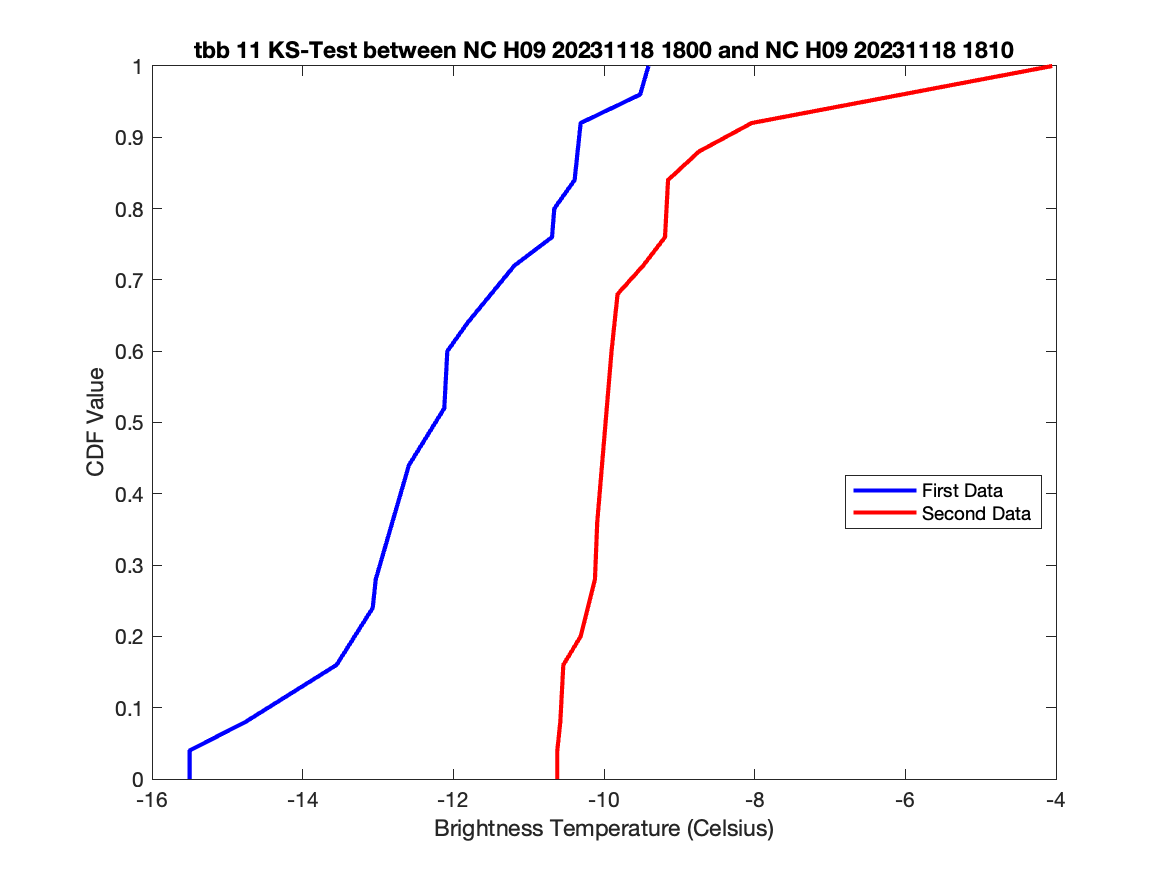 tbb 11 KS-Test between NC H09 20231118 1800 and NC H09 20231118 1810
1
0.9
0.8
0.7
0.6
0.5
0.4
0.3
0.2
0.1
0
CDF Value
First Data
Second Data
-16 -14 -12 -10 -8 -6 -4
Brightness Temperature (Celsius)